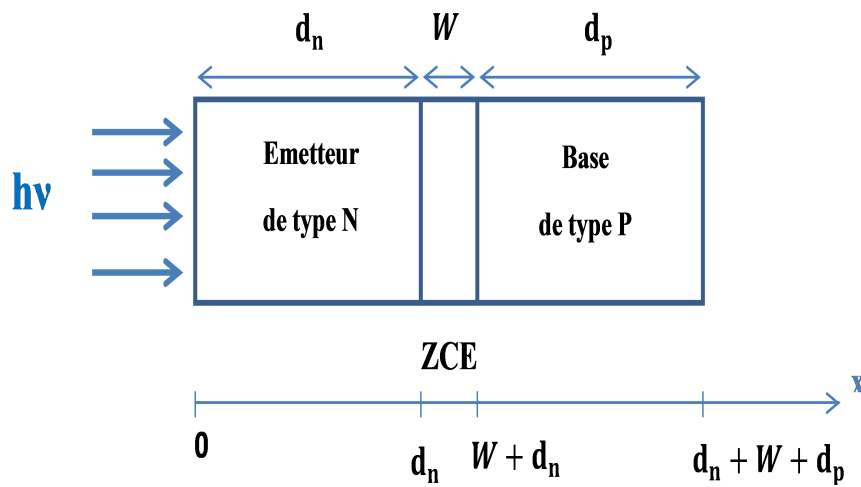 dₙ W dₚ
Emetteur
de type N
Base
de type P
hν
ZCE
x
0
dₙ
W + dₙ
dₙ + W + dₚ